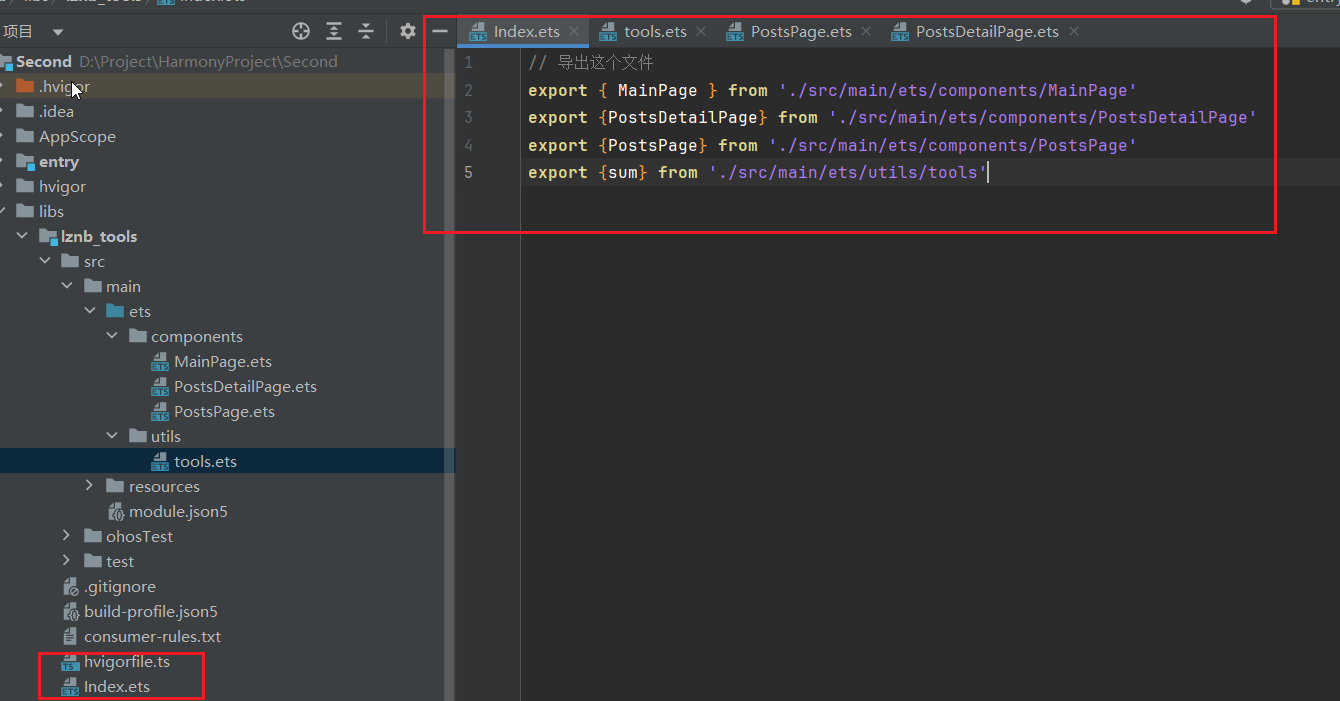 项目
Second D:\Project\HarmonyProject\Second
.hvigor
.idea
AppScope
entry
hvigor
libs
lznb_tools
src
main
ets
components
MainPage.ets
PostsDetailPage.ets
PostsPage.ets
utils
tools.ets
resources
module.json5
ohosTest
test
.gitignore
build-profile.json5
consumer-rules.txt
hvigorfile.ts
Index.ets
Index.ets tools.ets PostsPage.ets PostsDetailPage.ets
1 // 导出这个文件
2 export { MainPage } from './src/main/ets/components/MainPage'
3 export {PostsDetailPage} from './src/main/ets/components/PostsDetailPage'
4 export {PostsPage} from './src/main/ets/components/PostsPage'
5 export {sum} from './src/main/ets/utils/tools'